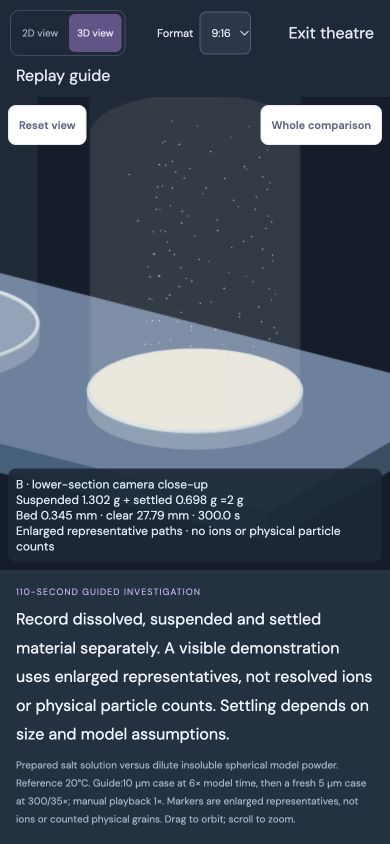 2D view 3D view Format 9:16 Exit theatre
Replay guide
Reset view Whole comparison
B · lower-section camera close-up
Suspended 1.302 g + settled 0.698 g =2 g
Bed 0.345 mm · clear 27.79 mm · 300.0 s
Enlarged representative paths · no ions or physical particle
counts
110-SECOND GUIDED INVESTIGATION
Record dissolved, suspended and settled
material separately. A visible demonstration
uses enlarged representatives, not resolved ions
or physical particle counts. Settling depends on
size and model assumptions.
Prepared salt solution versus dilute insoluble spherical model powder.
Reference 20°C. Guide:10 μm case at 6× model time, then a fresh 5 μm case
at 300/35×; manual playback 1×. Markers are enlarged representatives, not
ions or counted physical grains. Drag to orbit; scroll to zoom.